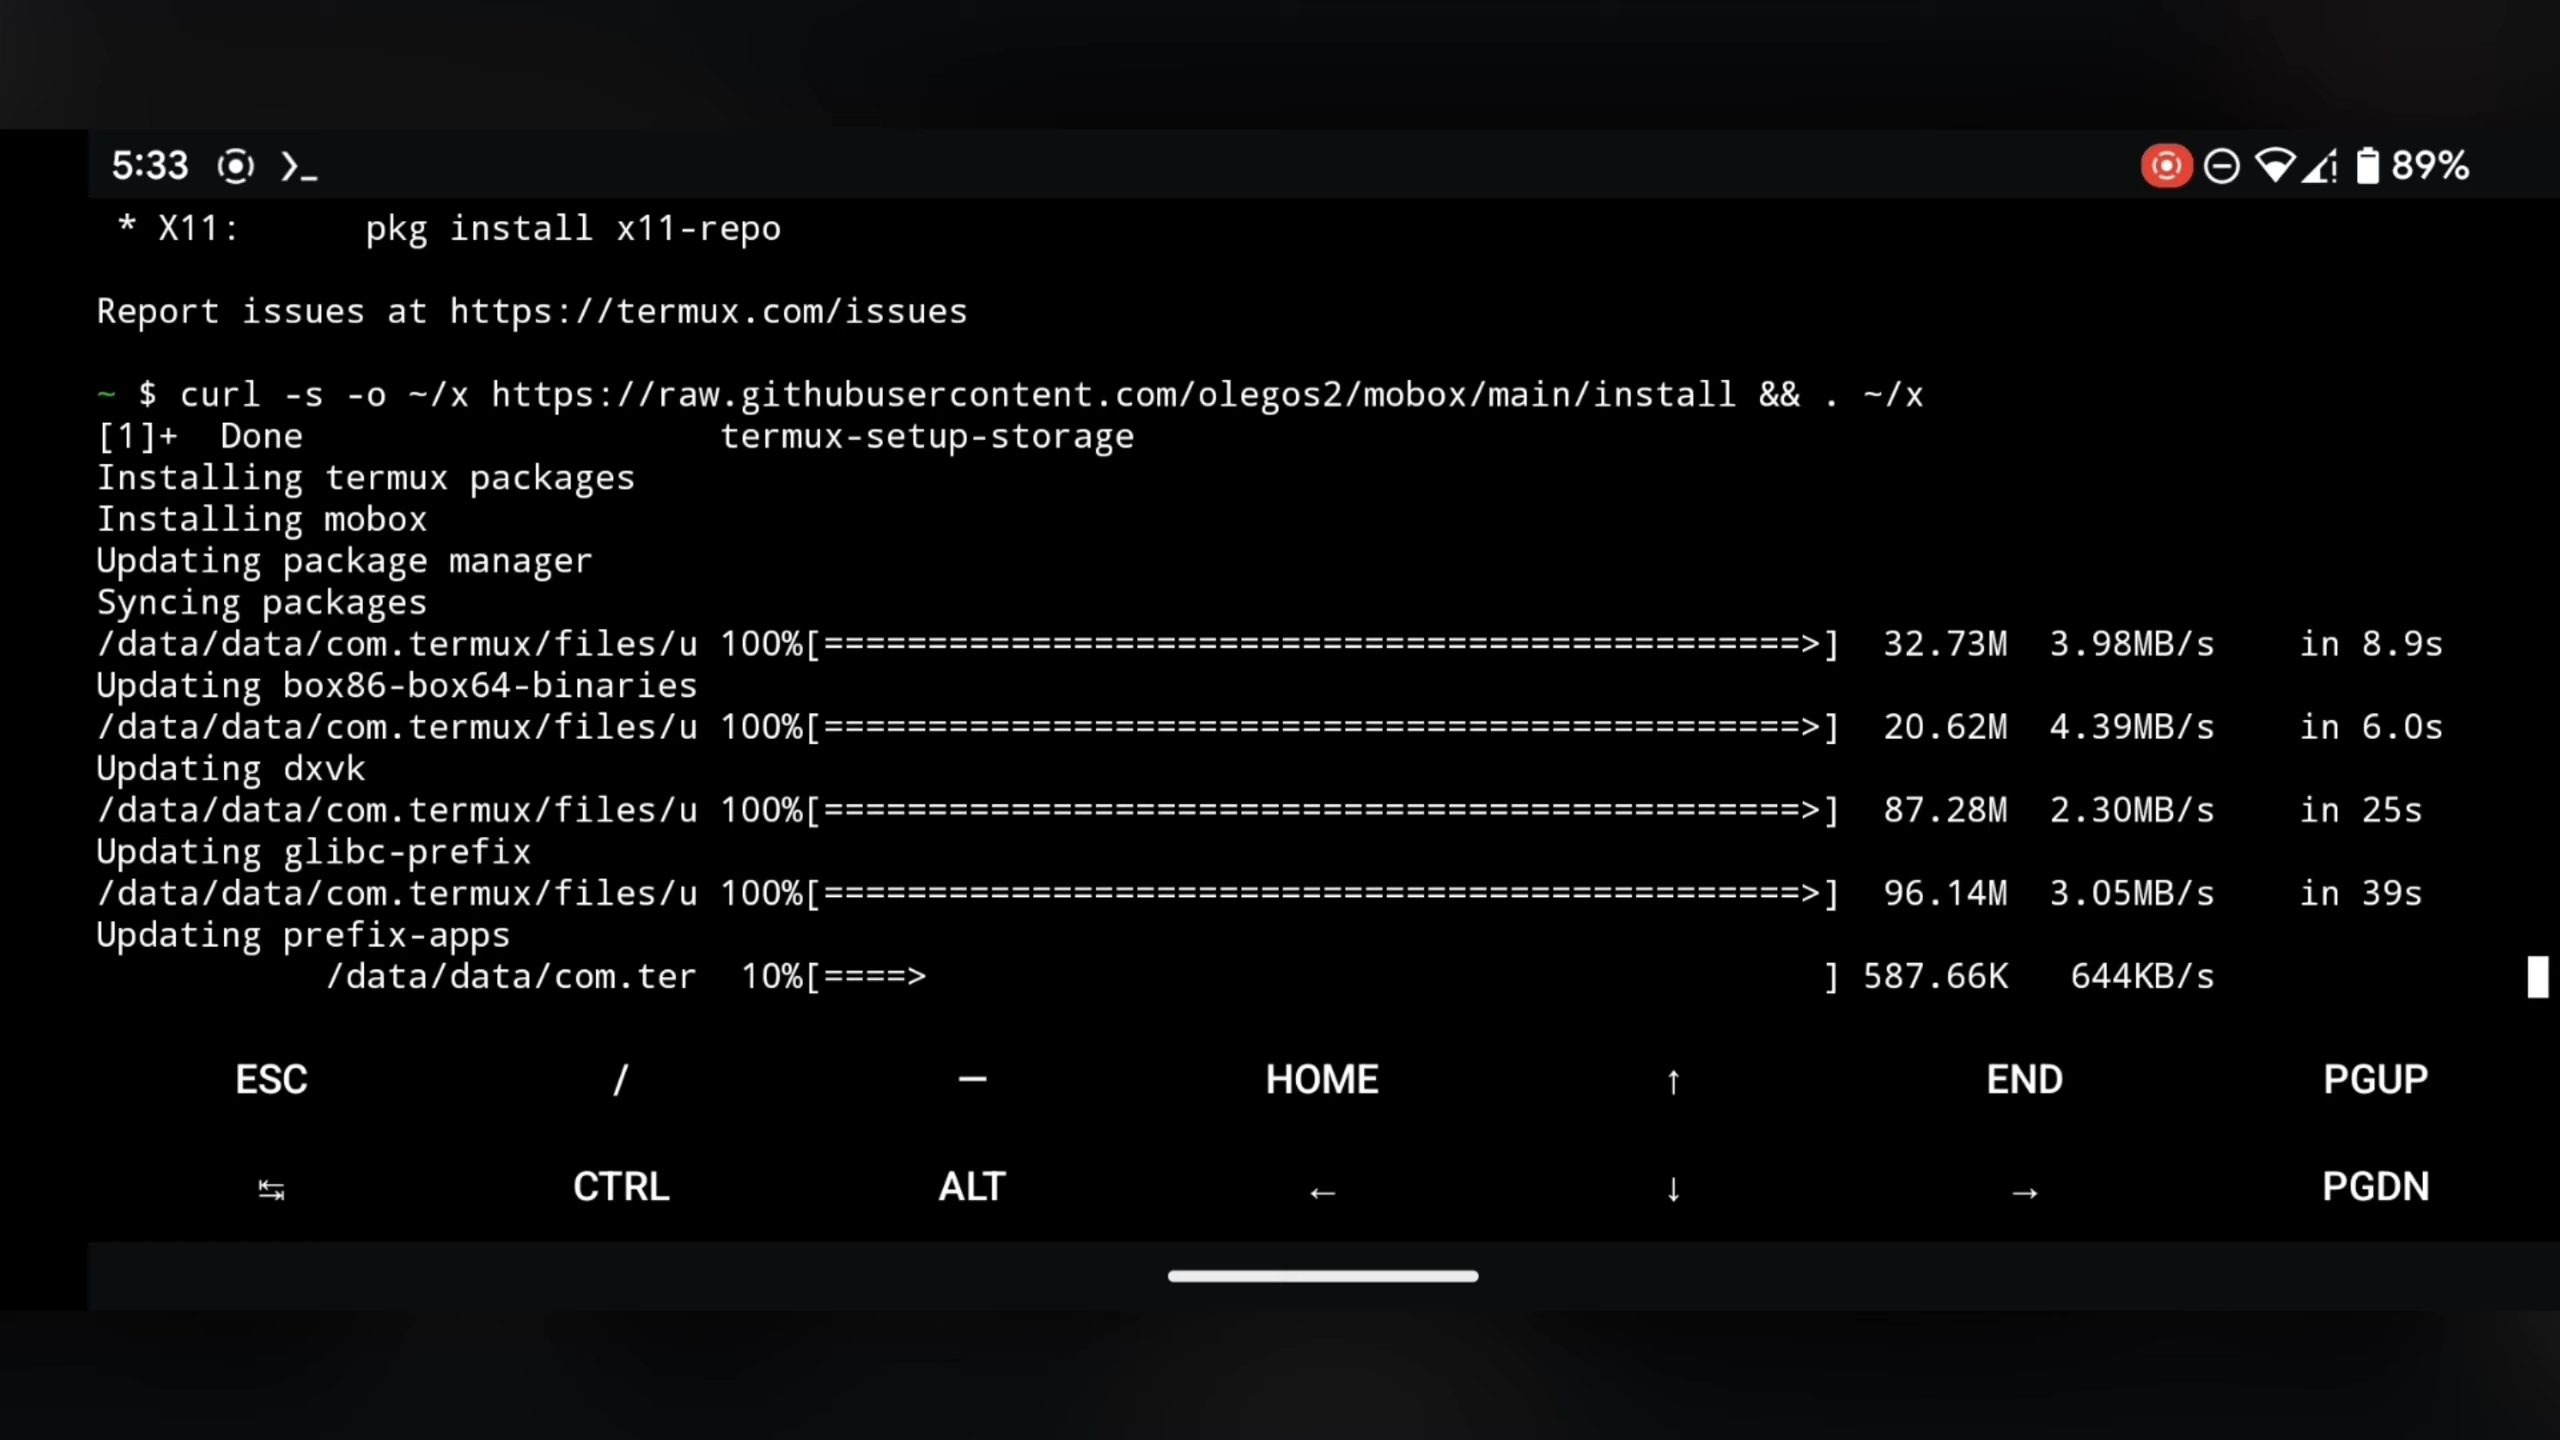 5:33 89%
* X11: pkg install x11-repo
Report issues at https://termux.com/issues
~ $ curl -s -o ~/x https://raw.githubusercontent.com/olegos2/mobox/main/install && . ~/x
[1]+ Done termux-setup-storage
Installing termux packages
Installing mobox
Updating package manager
Syncing packages
/data/data/com.termux/files/u 100%[===============================================>] 32.73M 3.98MB/s in 8.9s
Updating box86-box64-binaries
/data/data/com.termux/files/u 100%[===============================================>] 20.62M 4.39MB/s in 6.0s
Updating dxvk
/data/data/com.termux/files/u 100%[===============================================>] 87.28M 2.30MB/s in 25s
Updating glibc-prefix
/data/data/com.termux/files/u 100%[===============================================>] 96.14M 3.05MB/s in 39s
Updating prefix-apps
/data/data/com.ter 10%[====> ] 587.66K 644KB/s
ESC / — HOME ↑ END PGUP
↹ CTRL ALT ← ↓ → PGDN